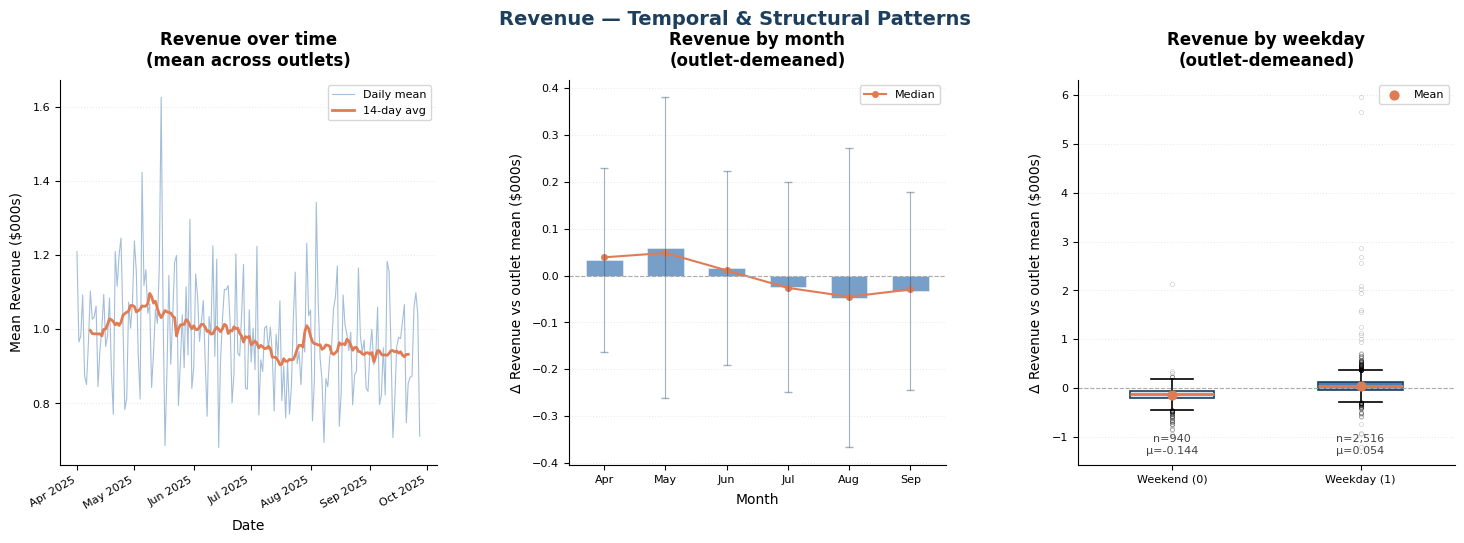 Revenue — Temporal & Structural Patterns
Revenue over time
(mean across outlets)
Mean Revenue ($000s)
1.6
1.4
1.2
1.0
0.8
Daily mean
14-day avg
Apr 2025
May 2025
Jun 2025
Jul 2025
Aug 2025
Sep 2025
Oct 2025
Date
Revenue by month
(outlet-demeaned)
Δ Revenue vs outlet mean ($000s)
0.4
0.3
0.2
0.1
0.0
−0.1
−0.2
−0.3
−0.4
Median
Apr
May
Jun
Jul
Aug
Sep
Month
Revenue by weekday
(outlet-demeaned)
Δ Revenue vs outlet mean ($000s)
6
5
4
3
2
1
0
−1
Mean
n=940
μ=-0.144
n=2,516
μ=0.054
Weekend (0)
Weekday (1)